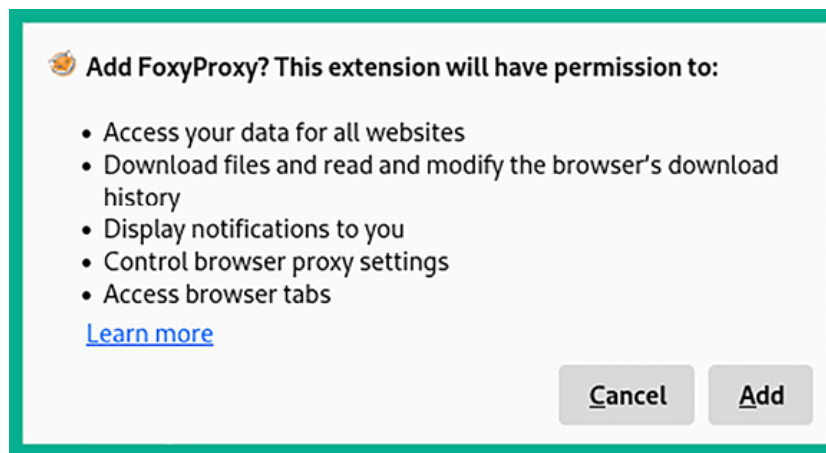 Add FoxyProxy? This extension will have permission to:
• Access your data for all websites
• Download files and read and modify the browser's download
history
• Display notifications to you
• Control browser proxy settings
• Access browser tabs
Learn more
Cancel Add